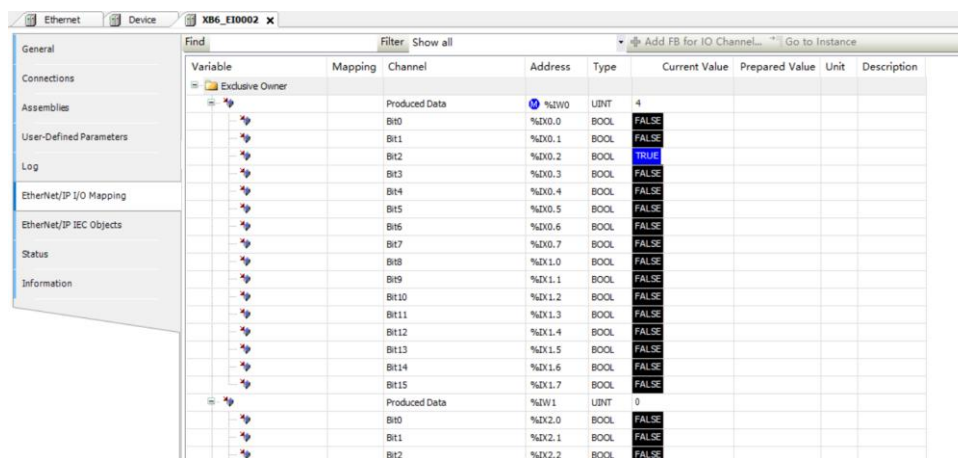 Ethernet Device XB6_EI0002 x
General
Connections
Assemblies
User-Defined Parameters
Log
EtherNet/IP I/O Mapping
EtherNet/IP IEC Objects
Status
Information
Find Filter Show all Add FB for IO Channel... Go to Instance
Variable Mapping Channel Address Type Current Value Prepared Value Unit Description
Exclusive Owner
Produced Data M %IW0 UINT 4
Bit0 %IX0.0 BOOL FALSE
Bit1 %IX0.1 BOOL FALSE
Bit2 %IX0.2 BOOL TRUE
Bit3 %IX0.3 BOOL FALSE
Bit4 %IX0.4 BOOL FALSE
Bit5 %IX0.5 BOOL FALSE
Bit6 %IX0.6 BOOL FALSE
Bit7 %IX0.7 BOOL FALSE
Bit8 %IX1.0 BOOL FALSE
Bit9 %IX1.1 BOOL FALSE
Bit10 %IX1.2 BOOL FALSE
Bit11 %IX1.3 BOOL FALSE
Bit12 %IX1.4 BOOL FALSE
Bit13 %IX1.5 BOOL FALSE
Bit14 %IX1.6 BOOL FALSE
Bit15 %IX1.7 BOOL FALSE
Produced Data %IW1 UINT 0
Bit0 %IX2.0 BOOL FALSE
Bit1 %IX2.1 BOOL FALSE
Bit2 %IX2.2 BOOL FALSE